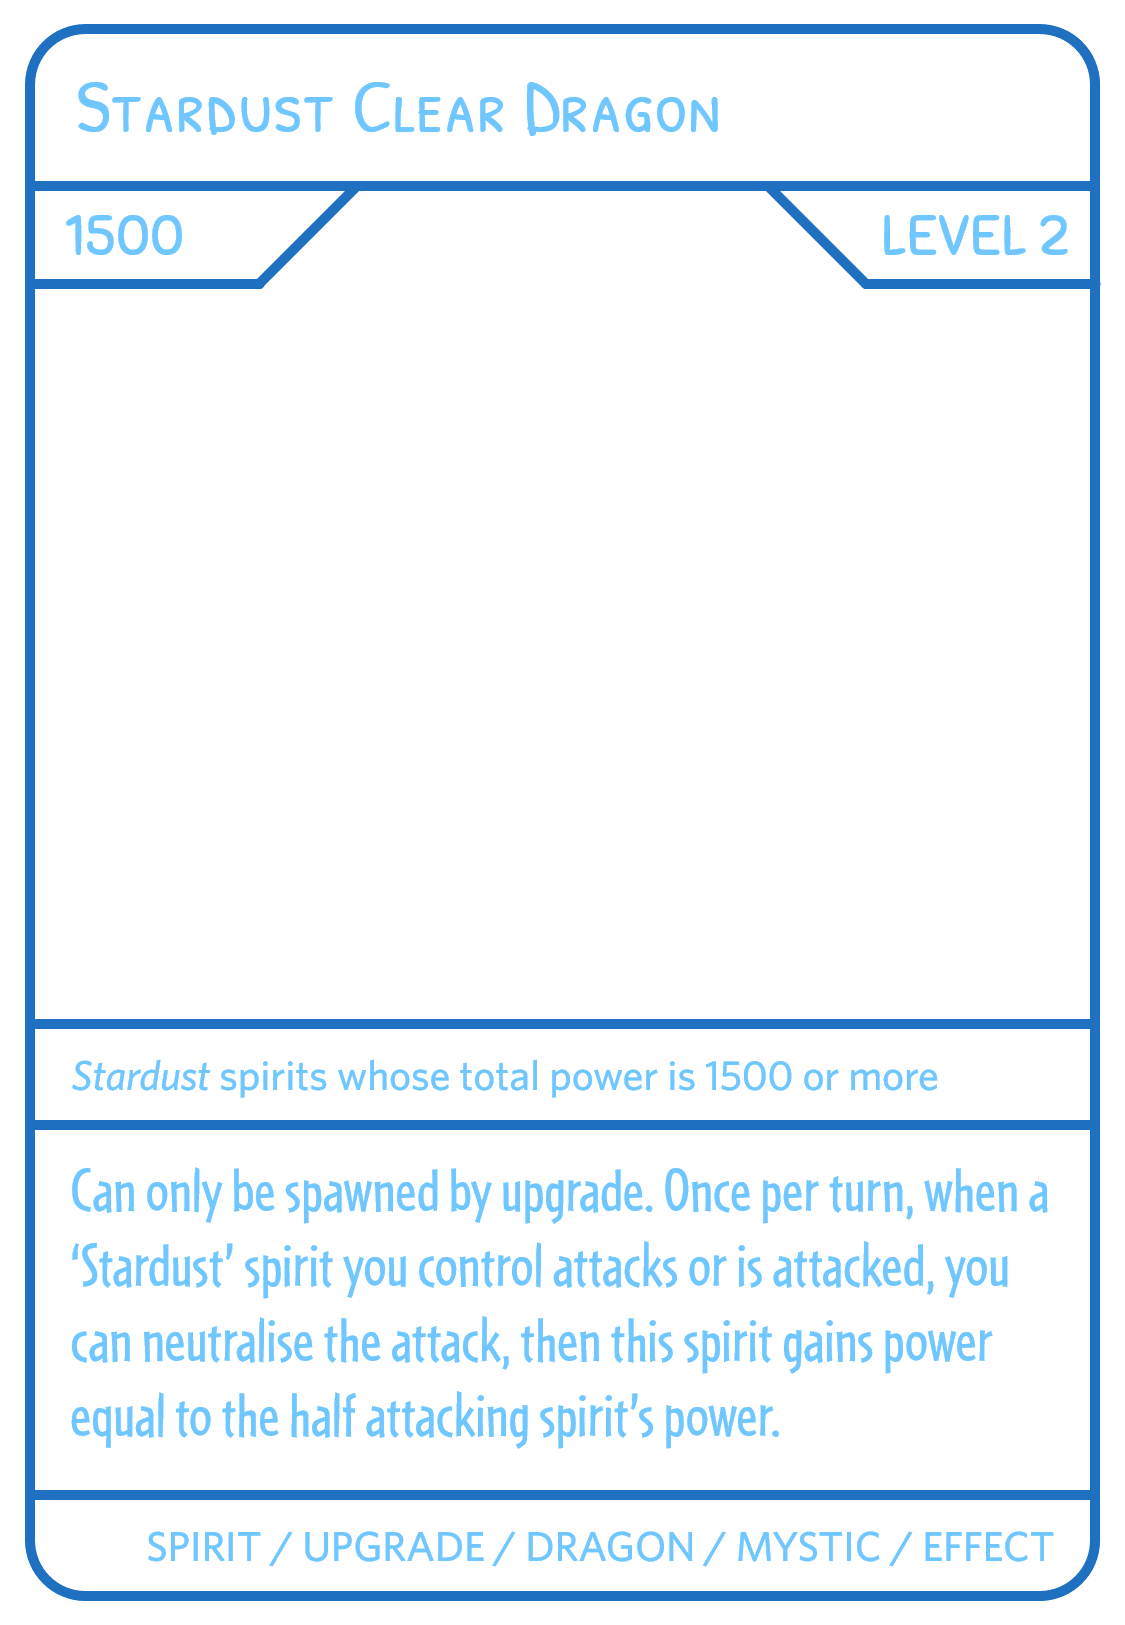 Stardust Clear Dragon
1500
LEVEL 2
Stardust spirits whose total power is 1500 or more
Can only be spawned by upgrade. Once per turn, when a
‘Stardust’ spirit you control attacks or is attacked, you
can neutralise the attack, then this spirit gains power
equal to the half attacking spirit’s power.
SPIRIT / UPGRADE / DRAGON / MYSTIC / EFFECT